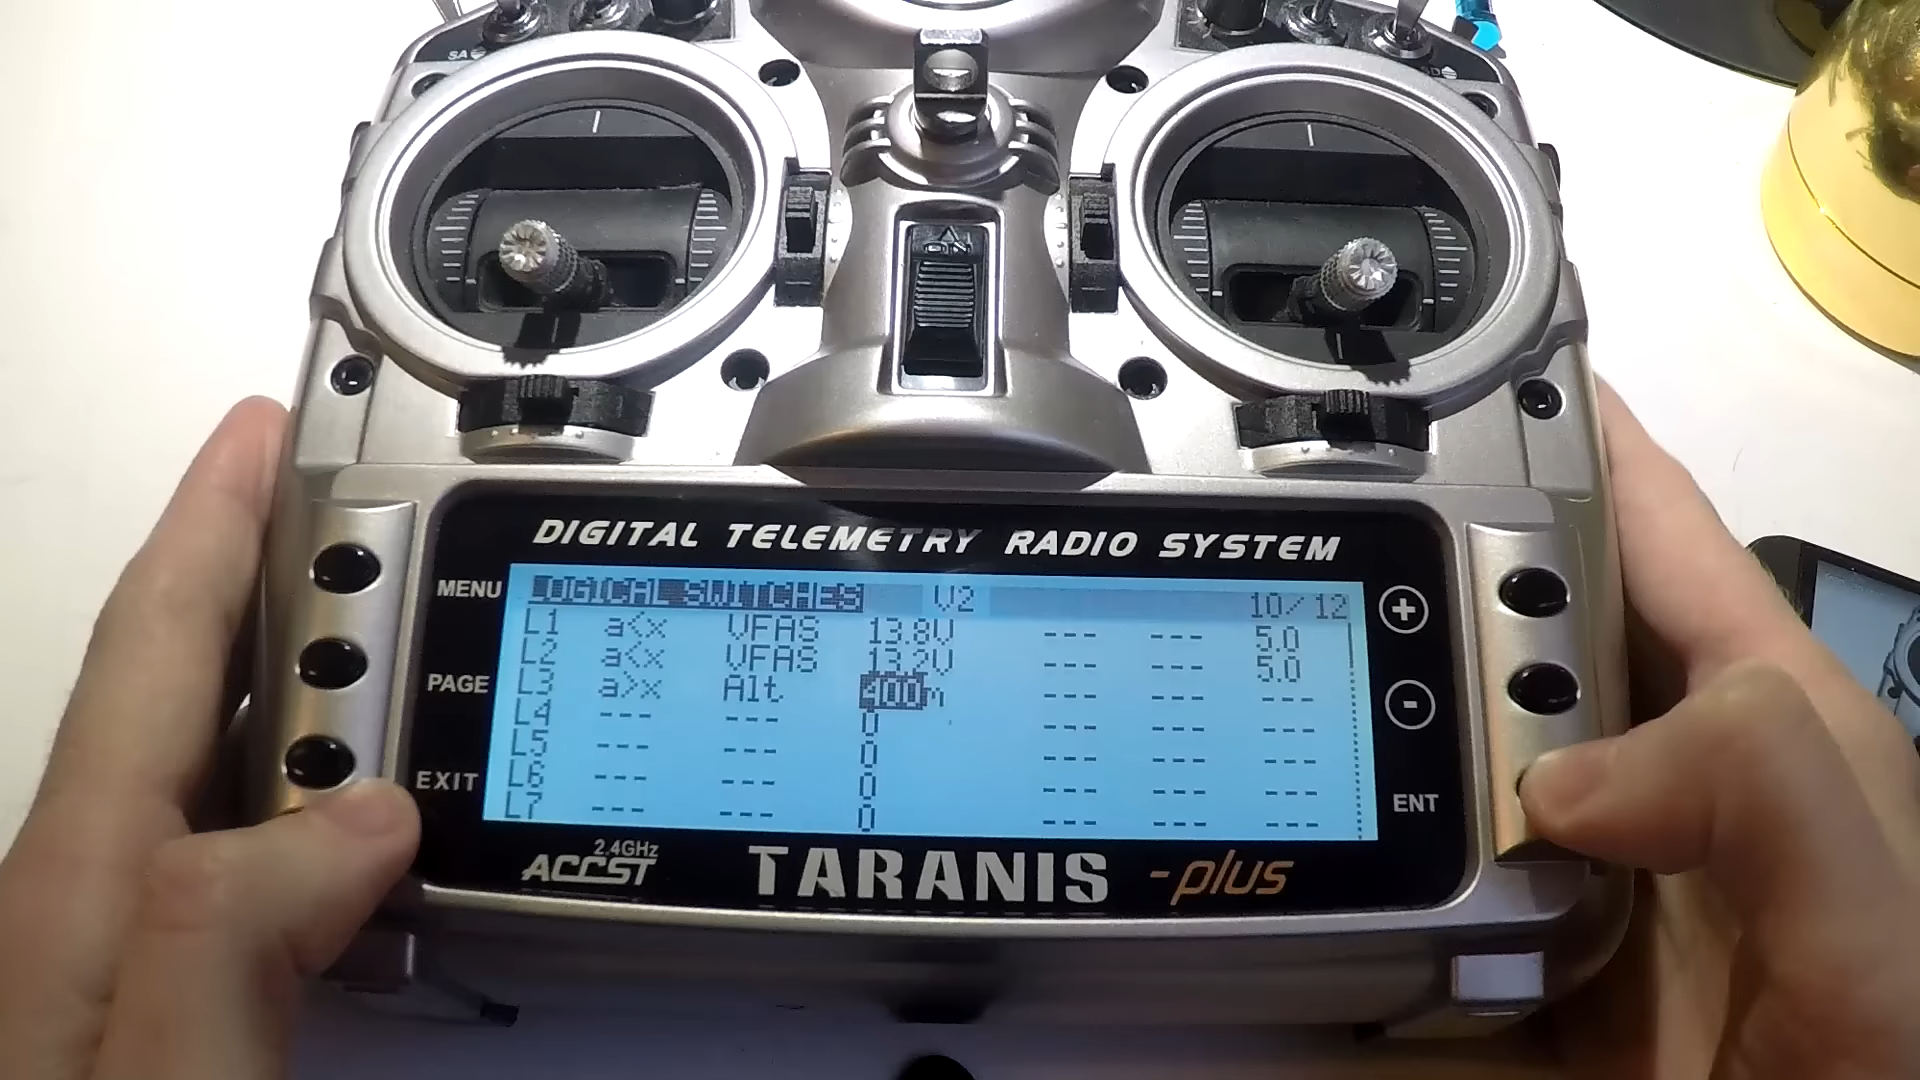 SA
ON
DIGITAL TELEMETRY RADIO SYSTEM
MENU
PAGE
EXIT
LOGICAL SWITCHES V2 10/12
L1 a<x VFAS 13.8V --- --- 5.0
L2 a<x VFAS 13.2V --- --- 5.0
L3 a>x Alt 400m --- --- ---
L4 --- --- 0 --- --- ---
L5 --- --- 0 --- --- ---
L6 --- --- 0 --- --- ---
L7 --- --- 0 --- --- ---
+
-
ENT
2.4GHz
ACCST
TARANIS -plus